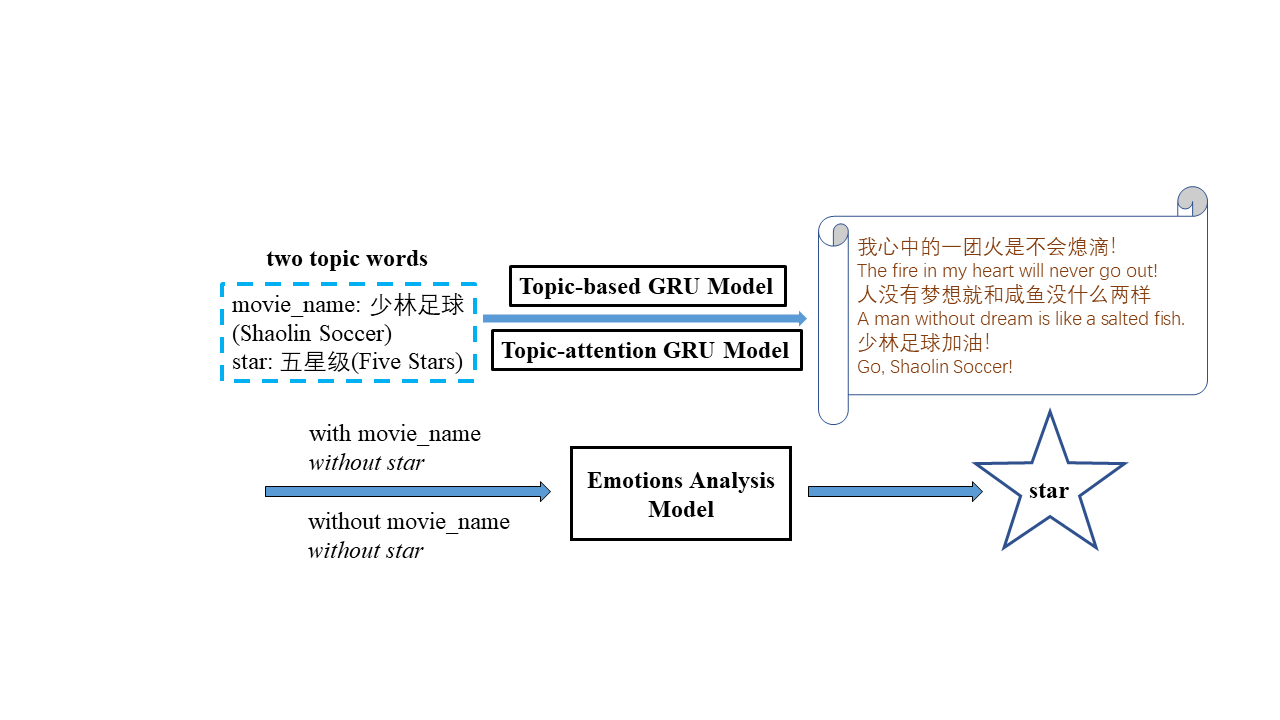 two topic words
movie_name: 少林足球
(Shaolin Soccer)
star: 五星级(Five Stars)
Topic-based GRU Model
Topic-attention GRU Model
我心中的一团火是不会熄滴!
The fire in my heart will never go out!
人没有梦想就和咸鱼没什么两样
A man without dream is like a salted fish.
少林足球加油!
Go, Shaolin Soccer!
with movie_name
without star
without movie_name
without star
Emotions Analysis
Model
star